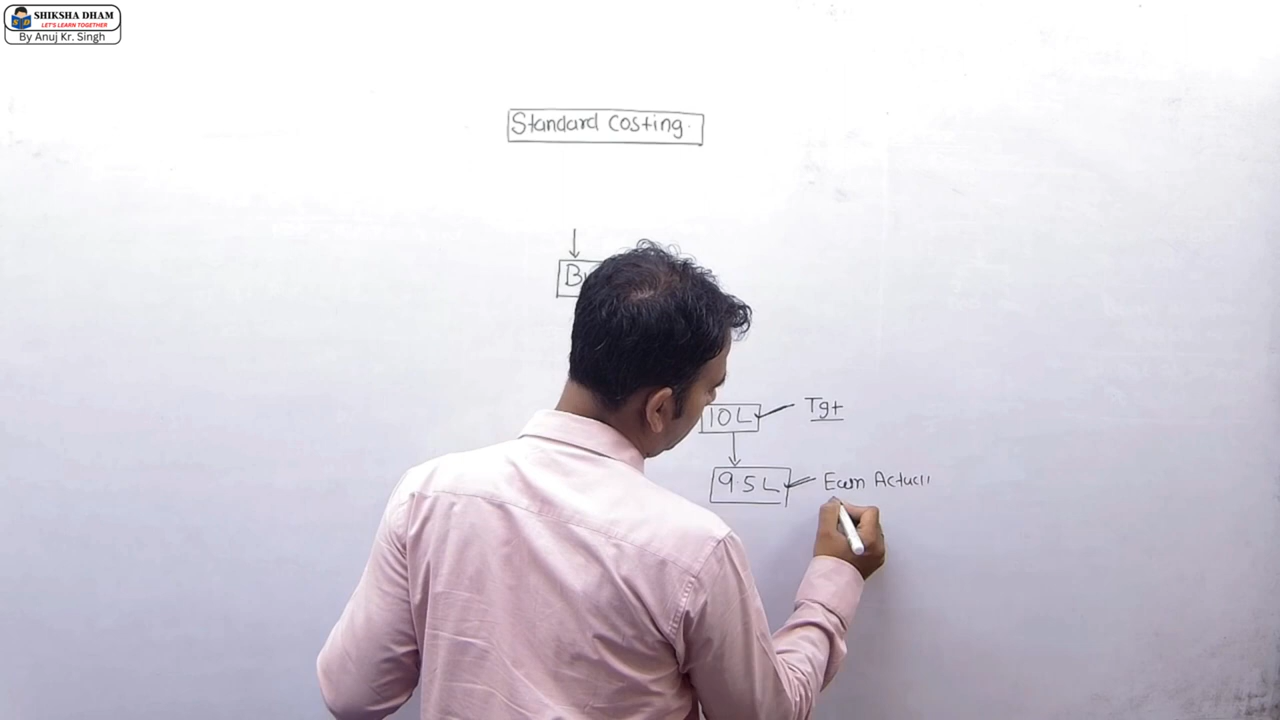 SHIKSHA DHAM
LET'S LEARN TOGETHER
By Anuj Kr. Singh
Standard Costing.
10L
Tgt
9.5L
Earn Actual